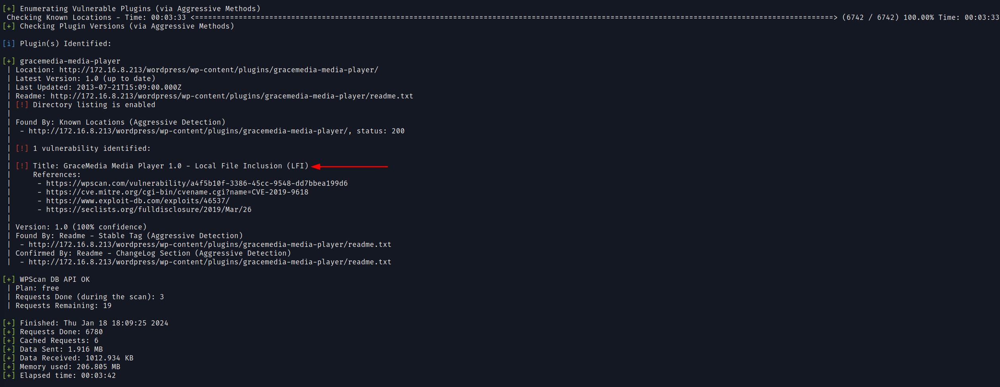 [+] Enumerating Vulnerable Plugins (via Aggressive Methods)
 Checking Known Locations - Time: 00:03:33 <==================================================================================================================================================> (6742 / 6742) 100.00% Time: 00:03:33
[+] Checking Plugin Versions (via Aggressive Methods)

[i] Plugin(s) Identified:

[+] gracemedia-media-player
 | Location: http://172.16.8.213/wordpress/wp-content/plugins/gracemedia-media-player/
 | Latest Version: 1.0 (up to date)
 | Last Updated: 2013-07-21T15:09:00.000Z
 | Readme: http://172.16.8.213/wordpress/wp-content/plugins/gracemedia-media-player/readme.txt
 | [!] Directory listing is enabled
 |
 | Found By: Known Locations (Aggressive Detection)
 |  - http://172.16.8.213/wordpress/wp-content/plugins/gracemedia-media-player/, status: 200
 |
 | [!] 1 vulnerability identified:
 |
 | [!] Title: GraceMedia Media Player 1.0 - Local File Inclusion (LFI)
 |     References:
 |      - https://wpscan.com/vulnerability/a4f5b10f-3386-45cc-9548-dd7bbea199d6
 |      - https://cve.mitre.org/cgi-bin/cvename.cgi?name=CVE-2019-9618
 |      - https://www.exploit-db.com/exploits/46537/
 |      - https://seclists.org/fulldisclosure/2019/Mar/26
 |
 | Version: 1.0 (100% confidence)
 | Found By: Readme - Stable Tag (Aggressive Detection)
 |  - http://172.16.8.213/wordpress/wp-content/plugins/gracemedia-media-player/readme.txt
 | Confirmed By: Readme - ChangeLog Section (Aggressive Detection)
 |  - http://172.16.8.213/wordpress/wp-content/plugins/gracemedia-media-player/readme.txt

[+] WPScan DB API OK
 | Plan: free
 | Requests Done (during the scan): 3
 | Requests Remaining: 19

[+] Finished: Thu Jan 18 18:09:25 2024
[+] Requests Done: 6780
[+] Cached Requests: 6
[+] Data Sent: 1.916 MB
[+] Data Received: 1012.934 KB
[+] Memory used: 206.805 MB
[+] Elapsed time: 00:03:42